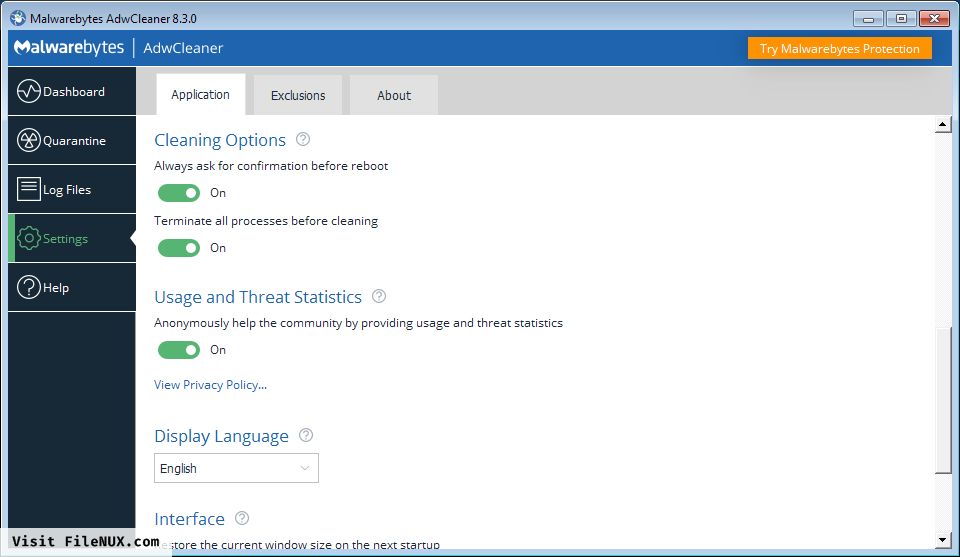 Malwarebytes AdwCleaner 8.3.0
Malwarebytes | AdwCleaner
Try Malwarebytes Protection
Dashboard
Quarantine
Log Files
Settings
Help
Application
Exclusions
About
Cleaning Options
Always ask for confirmation before reboot
On
Terminate all processes before cleaning
On
Usage and Threat Statistics
Anonymously help the community by providing usage and threat statistics
On
View Privacy Policy...
Display Language
English
Interface
Restore the current window size on the next startup
Visit FileNUX.com